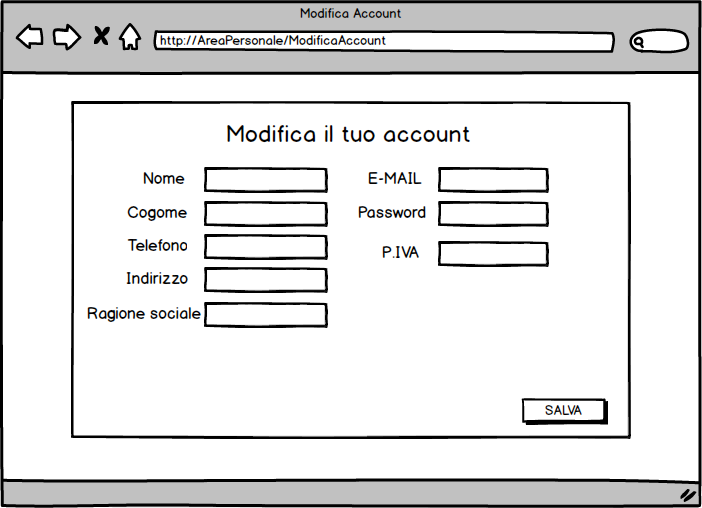 Modifica Account
http://AreaPersonale/ModificaAccount
Modifica il tuo account
Nome
E-MAIL
Cogome
Password
Telefono
P.IVA
Indirizzo
Ragione sociale
SALVA